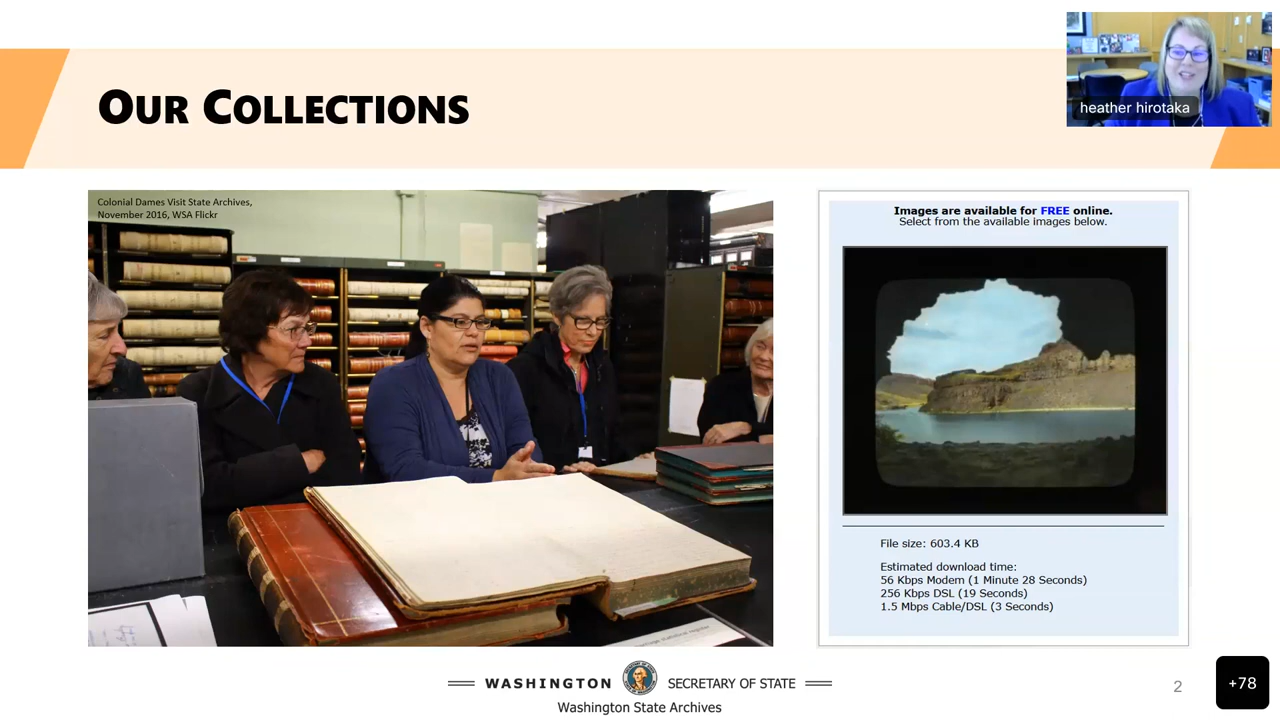 OUR COLLECTIONS
heather hirotaka
Colonial Dames Visit State Archives,
November 2016, WSA Flickr
Images are available for FREE online.
Select from the available images below.
File size: 603.4 KB
Estimated download time:
56 Kbps Modem (1 Minute 28 Seconds)
256 Kbps DSL (19 Seconds)
1.5 Mbps Cable/DSL (3 Seconds)
WASHINGTON SECRETARY OF STATE
Washington State Archives
2
+78